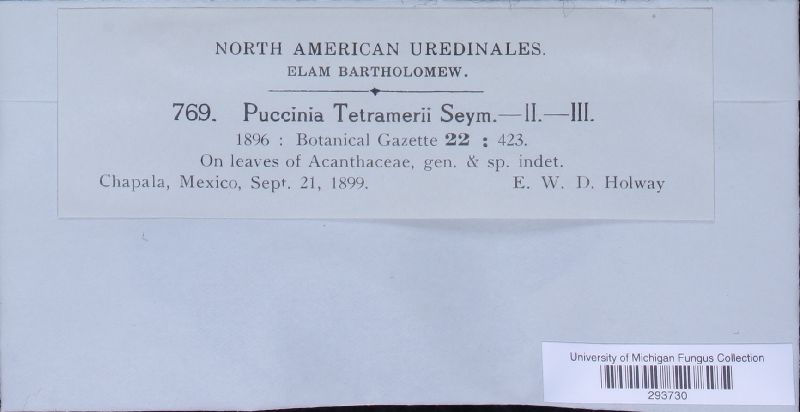 NORTH AMERICAN UREDINALES.
ELAM BARTHOLOMEW.
769. Puccinia Tetramerii Seym.—II.—III.
1896 : Botanical Gazette 22 : 423.
On leaves of Acanthaceae, gen. & sp. indet.
Chapala, Mexico, Sept. 21, 1899. E. W. D. Holway
University of Michigan Fungus Collection
293730